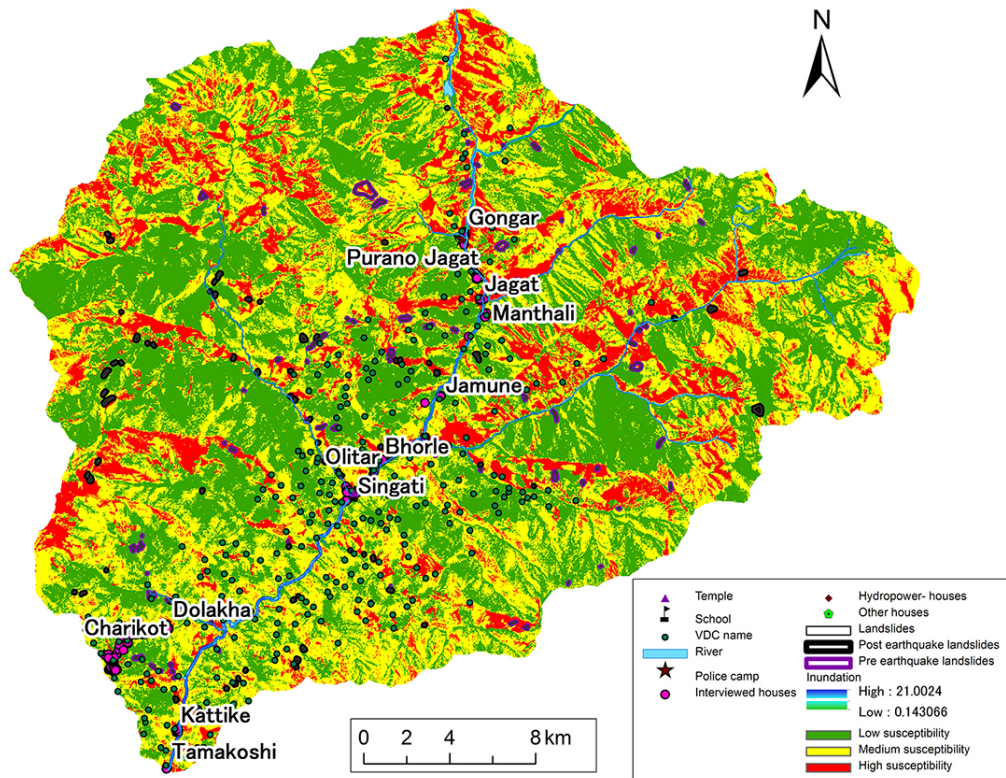 N
Gongar
Purano Jagat
Jagat
Manthali
Jamune
Bhorle
Olitar
Singati
Dolakha
Charikot
Kattike
Tamakoshi
0 2 4 8 km
Temple
School
VDC name
River
Police camp
Interviewed houses
Hydropower- houses
Other houses
Landslides
Post earthquake landslides
Pre earthquake landslides
Inundation
High : 21.0024
Low : 0.143066
Low susceptibility
Medium susceptibility
High susceptibility